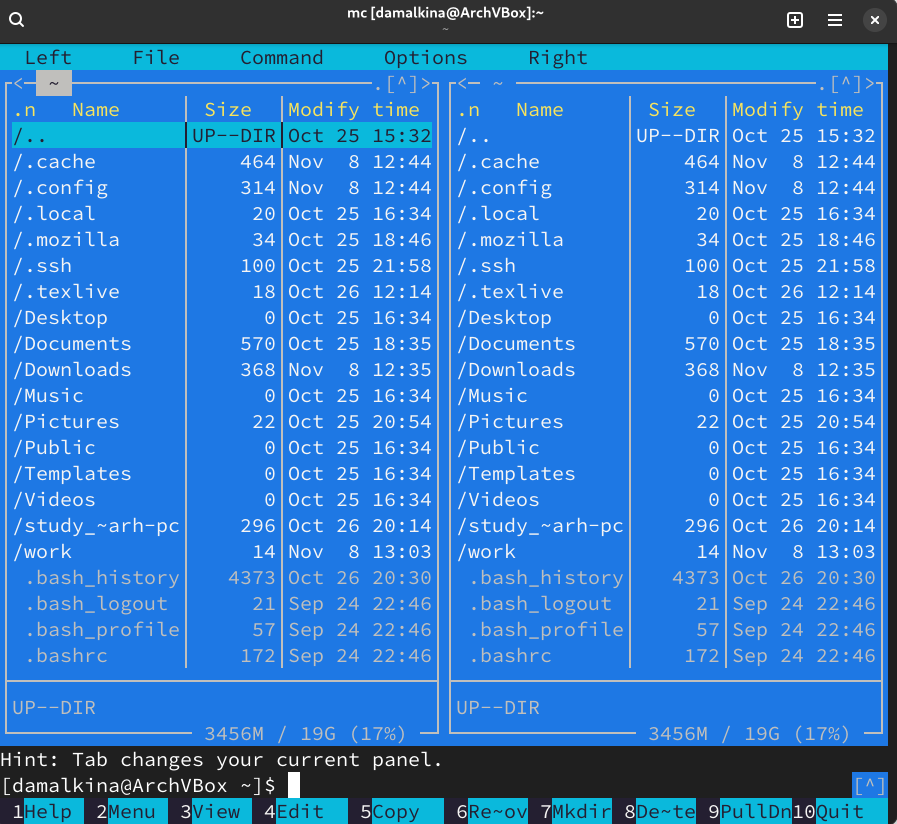 mc [damalkina@ArchVBox]:~
~
Left File Command Options Right
<─ ~ .[^]> <─ ~ .[^]>
.n Name Size Modify time .n Name Size Modify time
/.. UP--DIR Oct 25 15:32 /.. UP--DIR Oct 25 15:32
/.cache 464 Nov 8 12:44 /.cache 464 Nov 8 12:44
/.config 314 Nov 8 12:44 /.config 314 Nov 8 12:44
/.local 20 Oct 25 16:34 /.local 20 Oct 25 16:34
/.mozilla 34 Oct 25 18:46 /.mozilla 34 Oct 25 18:46
/.ssh 100 Oct 25 21:58 /.ssh 100 Oct 25 21:58
/.texlive 18 Oct 26 12:14 /.texlive 18 Oct 26 12:14
/Desktop 0 Oct 25 16:34 /Desktop 0 Oct 25 16:34
/Documents 570 Oct 25 18:35 /Documents 570 Oct 25 18:35
/Downloads 368 Nov 8 12:35 /Downloads 368 Nov 8 12:35
/Music 0 Oct 25 16:34 /Music 0 Oct 25 16:34
/Pictures 22 Oct 25 20:54 /Pictures 22 Oct 25 20:54
/Public 0 Oct 25 16:34 /Public 0 Oct 25 16:34
/Templates 0 Oct 25 16:34 /Templates 0 Oct 25 16:34
/Videos 0 Oct 25 16:34 /Videos 0 Oct 25 16:34
/study_~arh-pc 296 Oct 26 20:14 /study_~arh-pc 296 Oct 26 20:14
/work 14 Nov 8 13:03 /work 14 Nov 8 13:03
.bash_history 4373 Oct 26 20:30 .bash_history 4373 Oct 26 20:30
.bash_logout 21 Sep 24 22:46 .bash_logout 21 Sep 24 22:46
.bash_profile 57 Sep 24 22:46 .bash_profile 57 Sep 24 22:46
.bashrc 172 Sep 24 22:46 .bashrc 172 Sep 24 22:46
UP--DIR UP--DIR
3456M / 19G (17%) 3456M / 19G (17%)
Hint: Tab changes your current panel.
[damalkina@ArchVBox ~]$ [^]
1Help 2Menu 3View 4Edit 5Copy 6Re~ov 7Mkdir 8De~te 9PullDn 10Quit